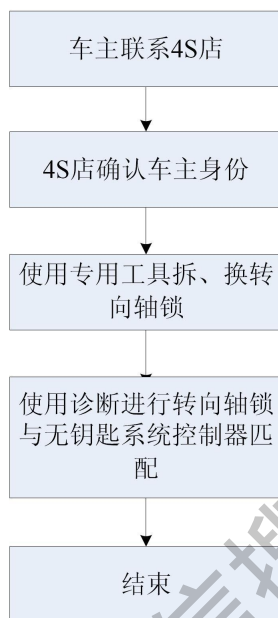 车主联系4S店
4S店确认车主身份
使用专用工具拆、换转
向轴锁
使用诊断进行转向轴锁
与无钥匙系统控制器匹
配
结束